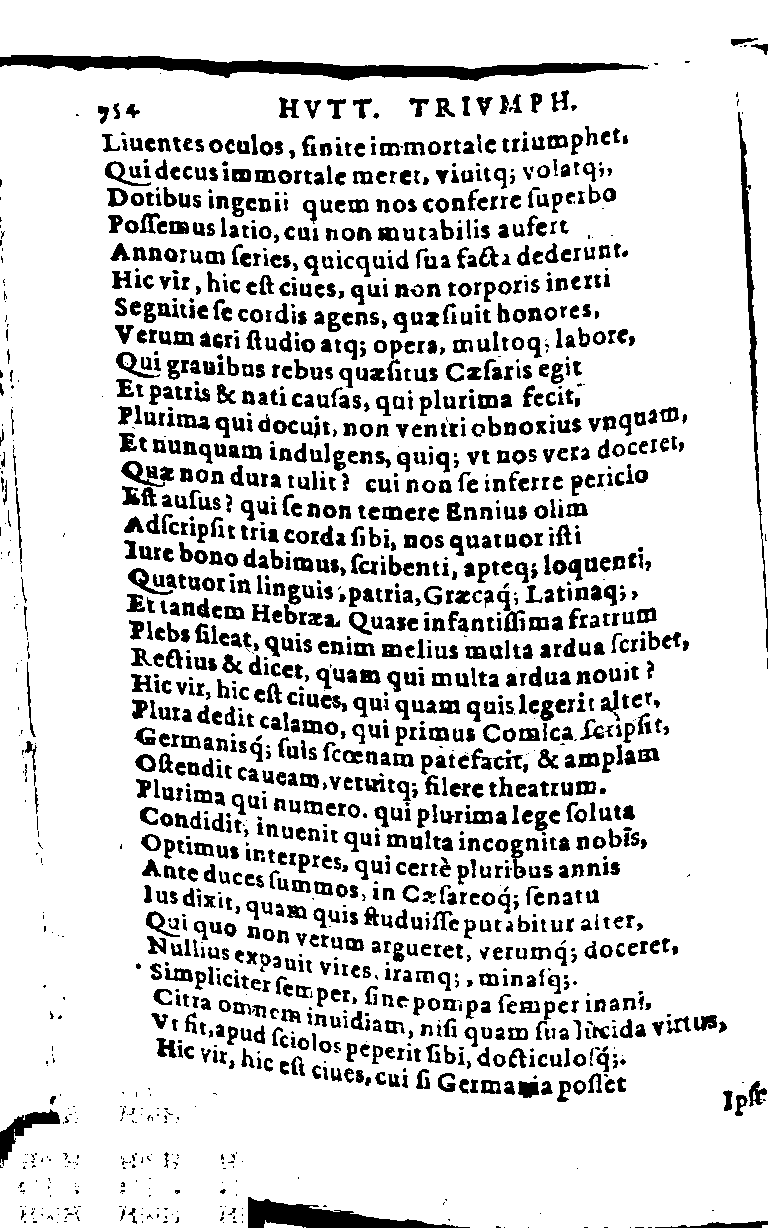 754 HVTT. TRIVMPH.
Liuentes oculos, ſinite immortale triumphet.
Qui decus immortale meret, viuitq; volatq;,
Dotibus ingenii quem nos conferre ſuperbo
Poſſemus latio, cui non mutabilis aufert
Annorum ſeries, quicquid ſua facta dederunt.
Hic vir, hic eſt ciues, qui non torporis inerti
Segnitie ſe cordis agens, quæſiuit honores,
Verum acri ſtudio atq; opera, multoq; labore,
Qui grauibus rebus quæſitus Cæſaris egit
Et patris & nati cauſas, qui plurima fecit,
Plurima qui docuit, non ventri obnoxius vnquam,
Et nunquam indulgens, quiq; vt nos vera doceret,
Quæ non dura tulit? cui non ſe inferre periclo
Eſt auſus? qui ſe non temere Ennius olim
Adſcripſit tria corda ſibi, nos quatuor iſti
Iure bono dabimus, ſcribenti, apteq; loquenti,
Quatuor in linguis, patria, Græcaq́; Latinaq;,
Et tandem Hebræa. Quare infantiſſima fratrum
Plebs ſileat, quis enim melius multa ardua ſcribet,
Rectius & dicet, quam qui multa ardua nouit?
Hic vir, hic eſt ciues, qui quam quis legerit alter,
Plura dedit calamo, qui primus Comica ſcripſit,
Germanisq́; ſuis ſcœnam patefacit, & amplam
Oſtendit caueam, vetuitq; ſilere theatrum.
Plurima qui numero. qui plurima lege ſoluta
Condidit, inuenit qui multa incognita nobīs,
Optimus interpres, qui certè pluribus annis
Ante duces ſummos, in Cæſareoq́; ſenatu
Ius dixit, quam quis ſtuduiſſe putabitur alter,
Qui quo non verum argueret, verumq́; doceret,
Nullius expauit vires, iramq;, minaſq;.
Simpliciter ſemper, ſine pompa ſemper inani,
Citra omnem inuidiam, niſi quam ſua lucida virtus,
Vt fit, apud ſciolos peperit ſibi, docticuloſq́;.
Hic vir, hic eſt ciues, cui ſi Germania poſſet
Ipſe